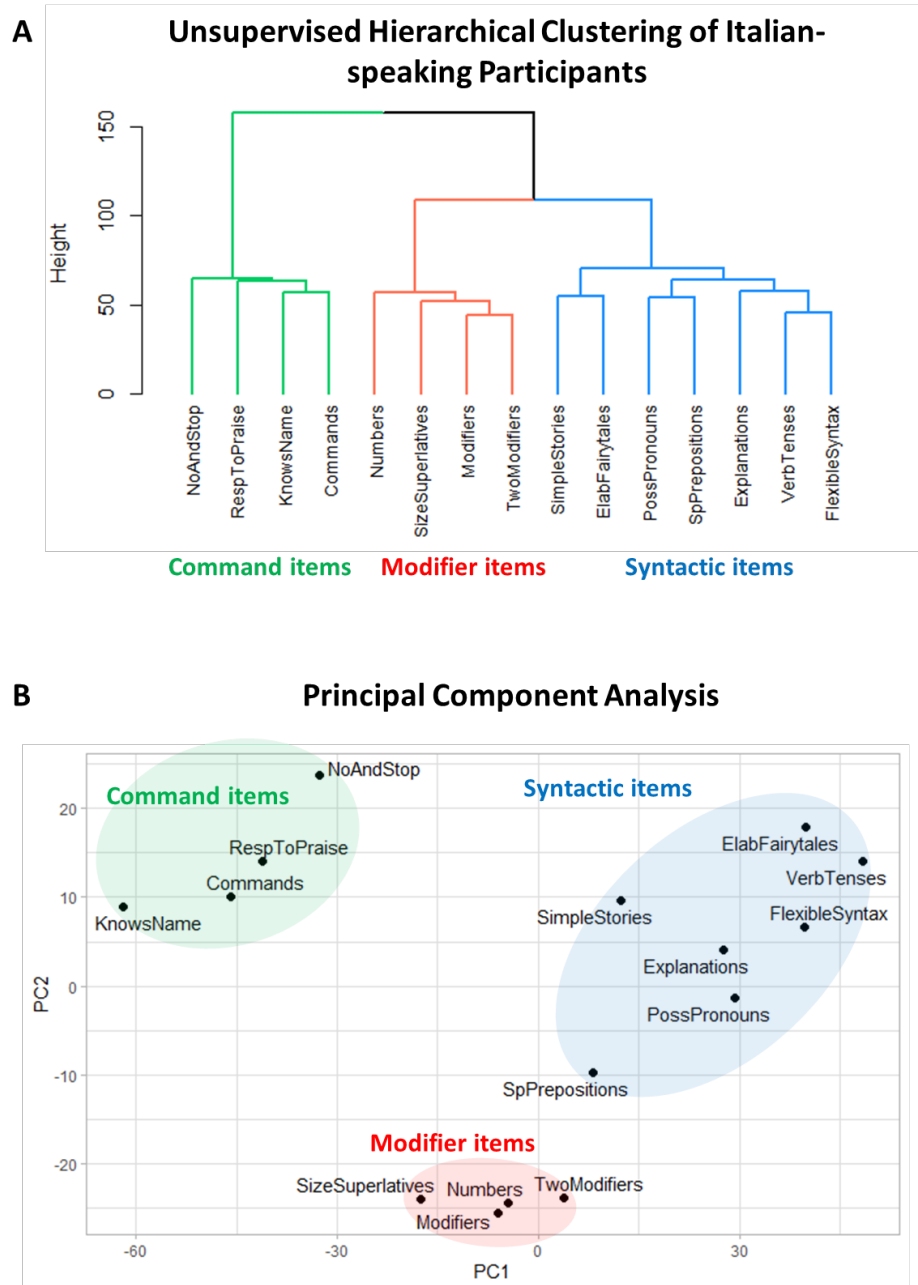 A
Unsupervised Hierarchical Clustering of Italian-
speaking Participants
Height
150
100
50
0
NoAndStop
RespToPraise
KnowsName
Commands
Numbers
SizeSuperlatives
Modifiers
TwoModifiers
SimpleStories
ElabFairytales
PossPronouns
SpPrepositions
Explanations
VerbTenses
FlexibleSyntax
Command items
Modifier items
Syntactic items
B
Principal Component Analysis
NoAndStop
Command items
Syntactic items
20
ElabFairytales
RespToPraise
VerbTenses
Commands
10
KnowsName
SimpleStories
FlexibleSyntax
Explanations
PC2
0
PossPronouns
-10
SpPrepositions
Modifier items
-20
SizeSuperlatives
Numbers
TwoModifiers
Modifiers
-60
-30
0
30
PC1